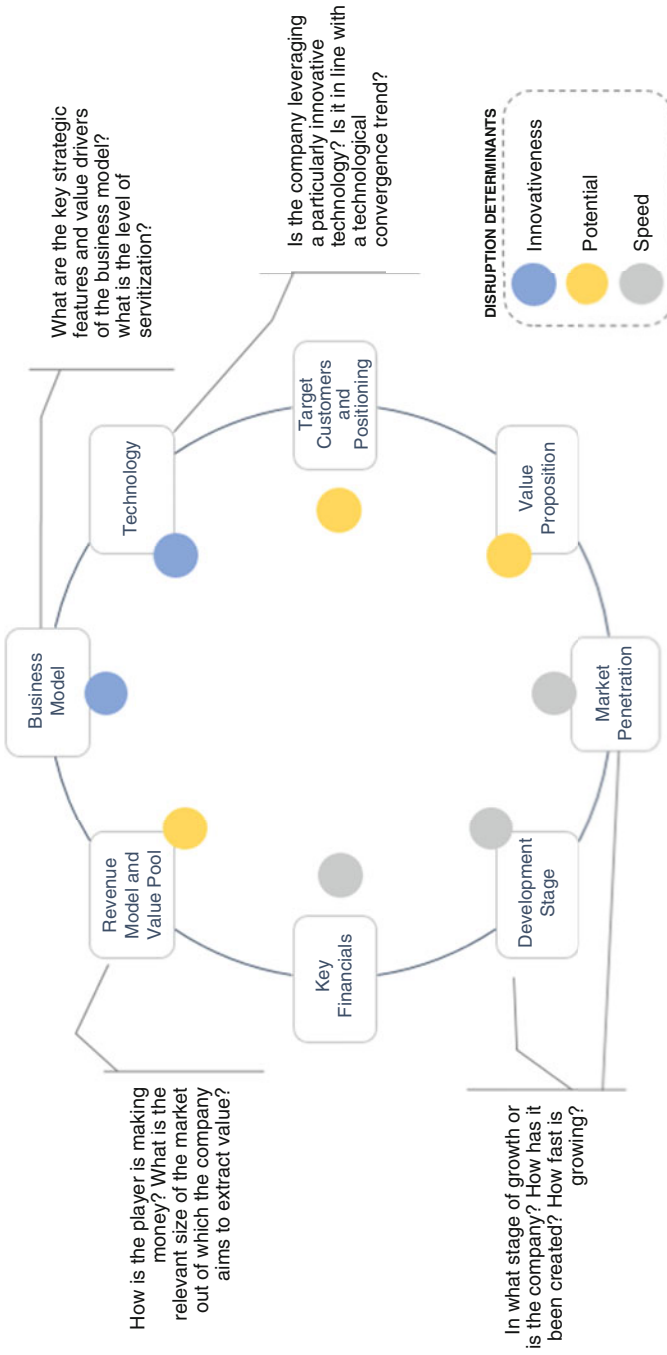 What are the key strategic
features and value drivers
of the business model?
what is the level of
servitization?
Is the company leveraging
a particularly innovative
technology? Is it in line with
a technological
convergence trend?
How is the player is making
money? What is the
relevant size of the market
out of which the company
aims to extract value?
In what stage of growth or
is the company? How has it
been created? How fast is
growing?
Business
Model
Technology
Target
Customers
and
Positioning
Value
Proposition
Market
Penetration
Development
Stage
Key
Financials
Revenue
Model and
Value Pool
DISRUPTION DETERMINANTS
Innovativeness
Potential
Speed